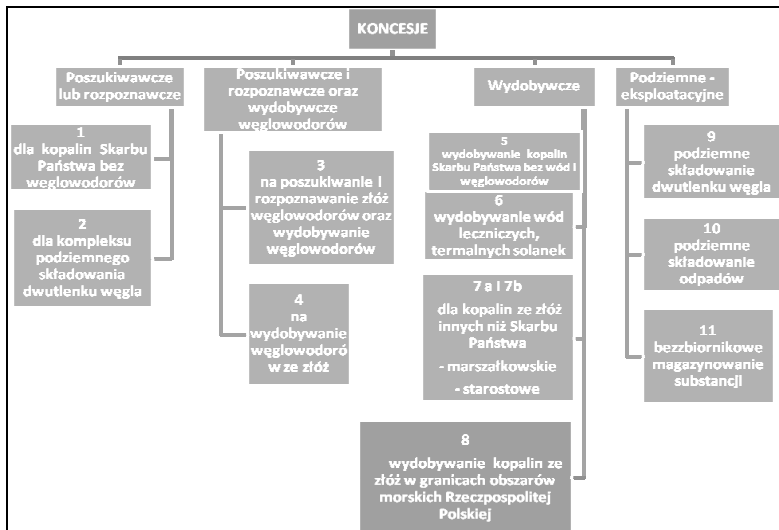 KONCESJE
Poszukiwawcze
lub rozpoznawcze
1
dla kopalin Skarbu
Państwa bez
węglowodorów
2
dla kompleksu
podziemnego
składowania
dwutlenku węgla
Poszukiwawcze i
rozpoznawcze oraz
wydobywcze
węglowodorów
3
na poszukiwanie i
rozpoznawanie złóż
węglowodorów oraz
wydobywanie
węglowodorów
4
na
wydobywanie
węglowodoró
w ze złóż
Wydobywcze
5
wydobywanie kopalin
Skarbu Państwa bez wód i
węglowodorów
6
wydobywanie wód
leczniczych,
termalnych solanek
7 a i 7b
dla kopalin ze złóż
innych niż Skarbu
Państwa
- marszałkowskie
- starostowe
8
wydobywanie kopalin ze
złóż w granicach obszarów
morskich Rzeczpospolitej
Polskiej
Podziemne -
eksploatacyjne
9
podziemne
składowanie
dwutlenku węgla
10
podziemne
składowanie
odpadów
11
bezzbiornikowe
magazynowanie
substancji